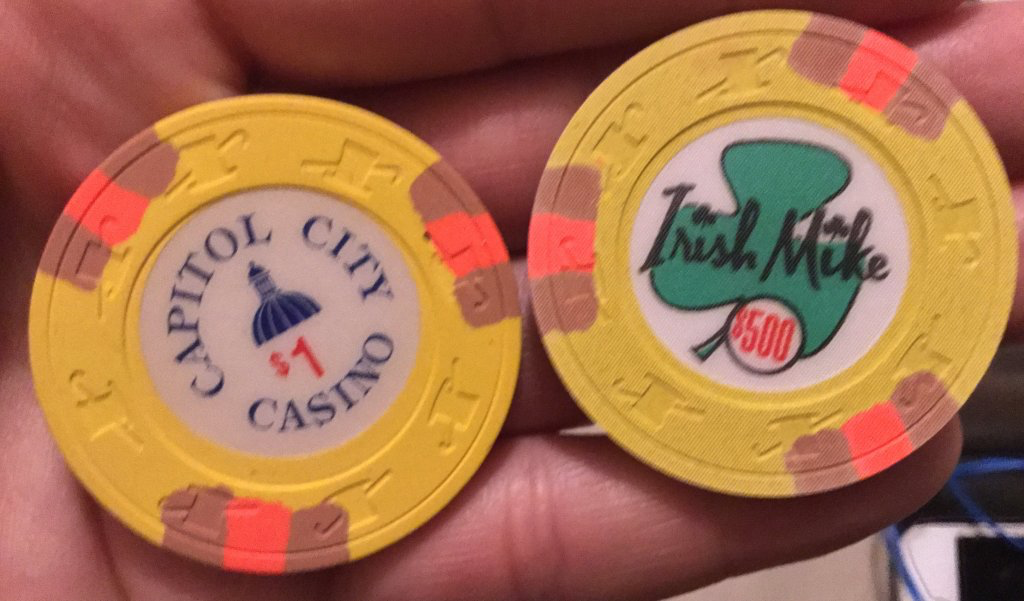 CAPITOL CITY
$1
CASINO
Irish Mike
$500